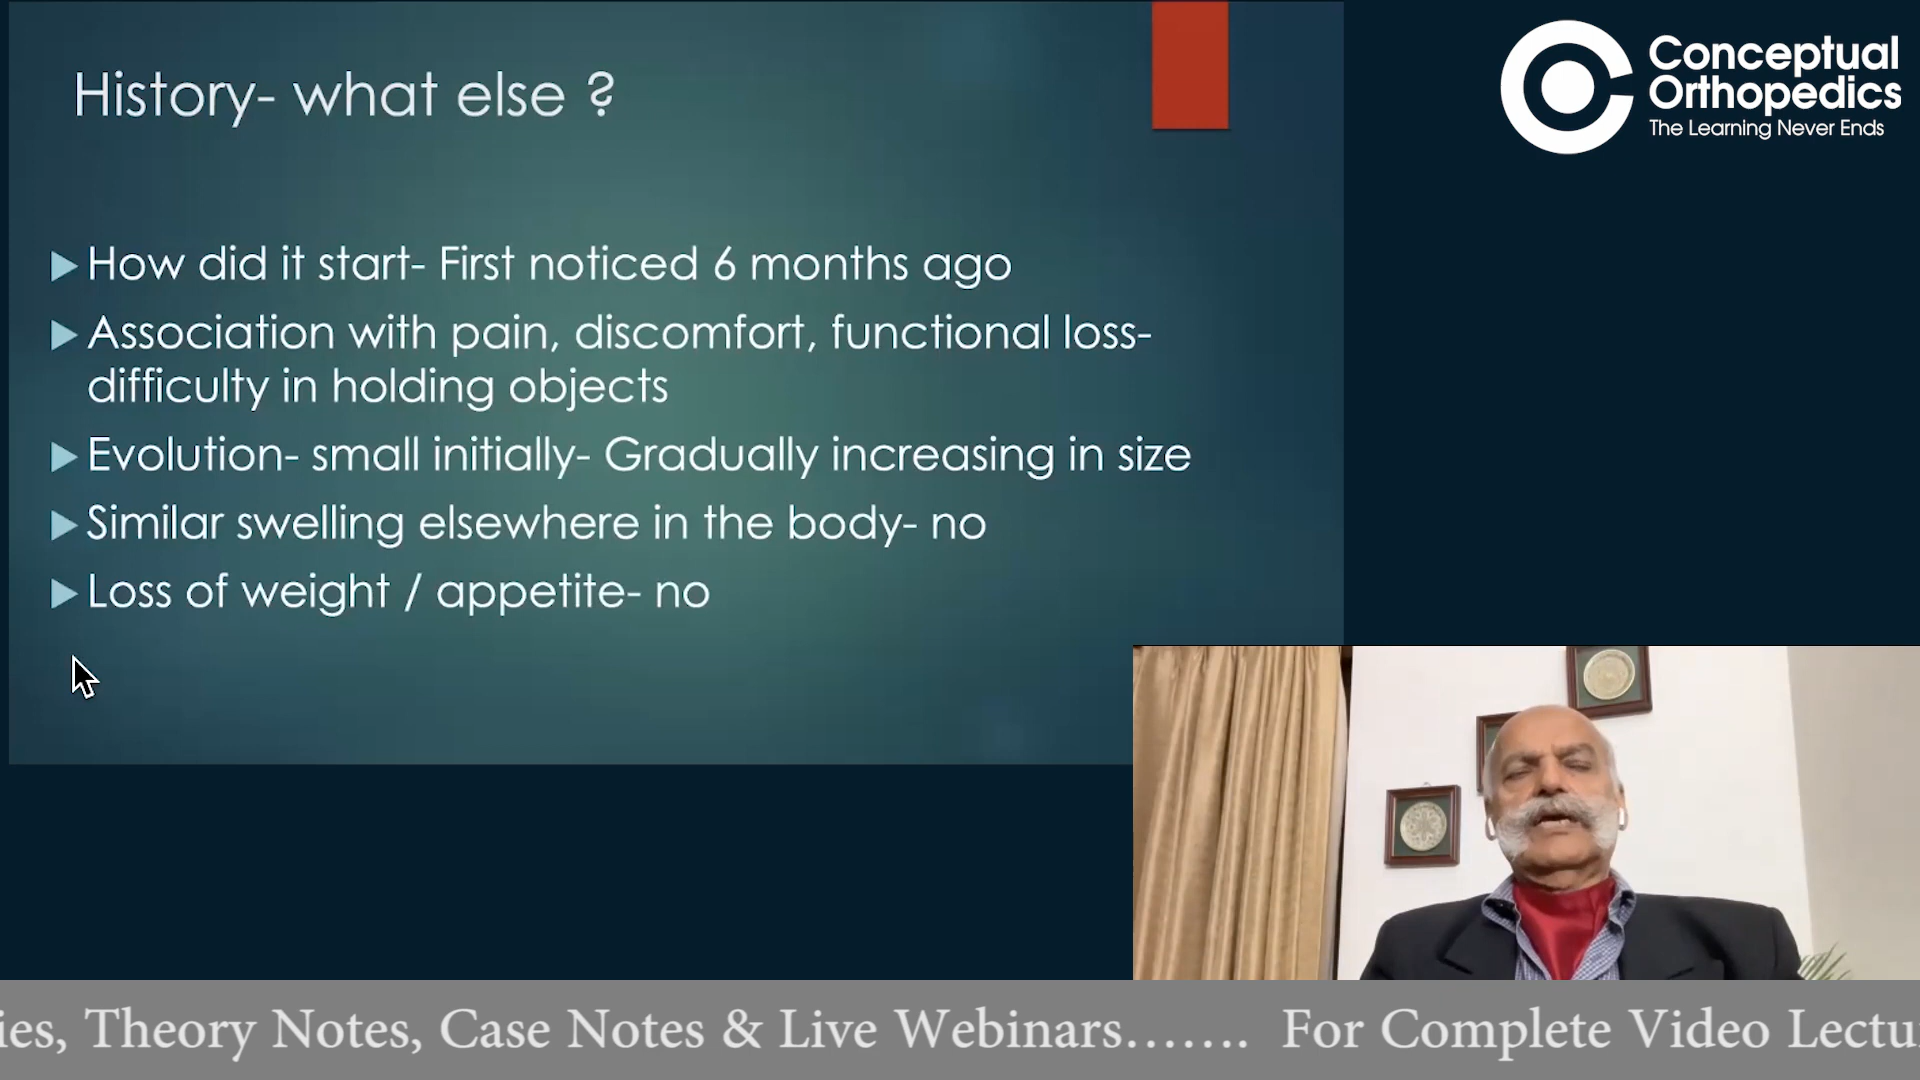 History- what else ?
Conceptual
Orthopedics
The Learning Never Ends
How did it start- First noticed 6 months ago
Association with pain, discomfort, functional loss-
difficulty in holding objects
Evolution- small initially- Gradually increasing in size
Similar swelling elsewhere in the body- no
Loss of weight / appetite- no
Theory Notes, Case Notes & Live Webinars....... For Complete Video